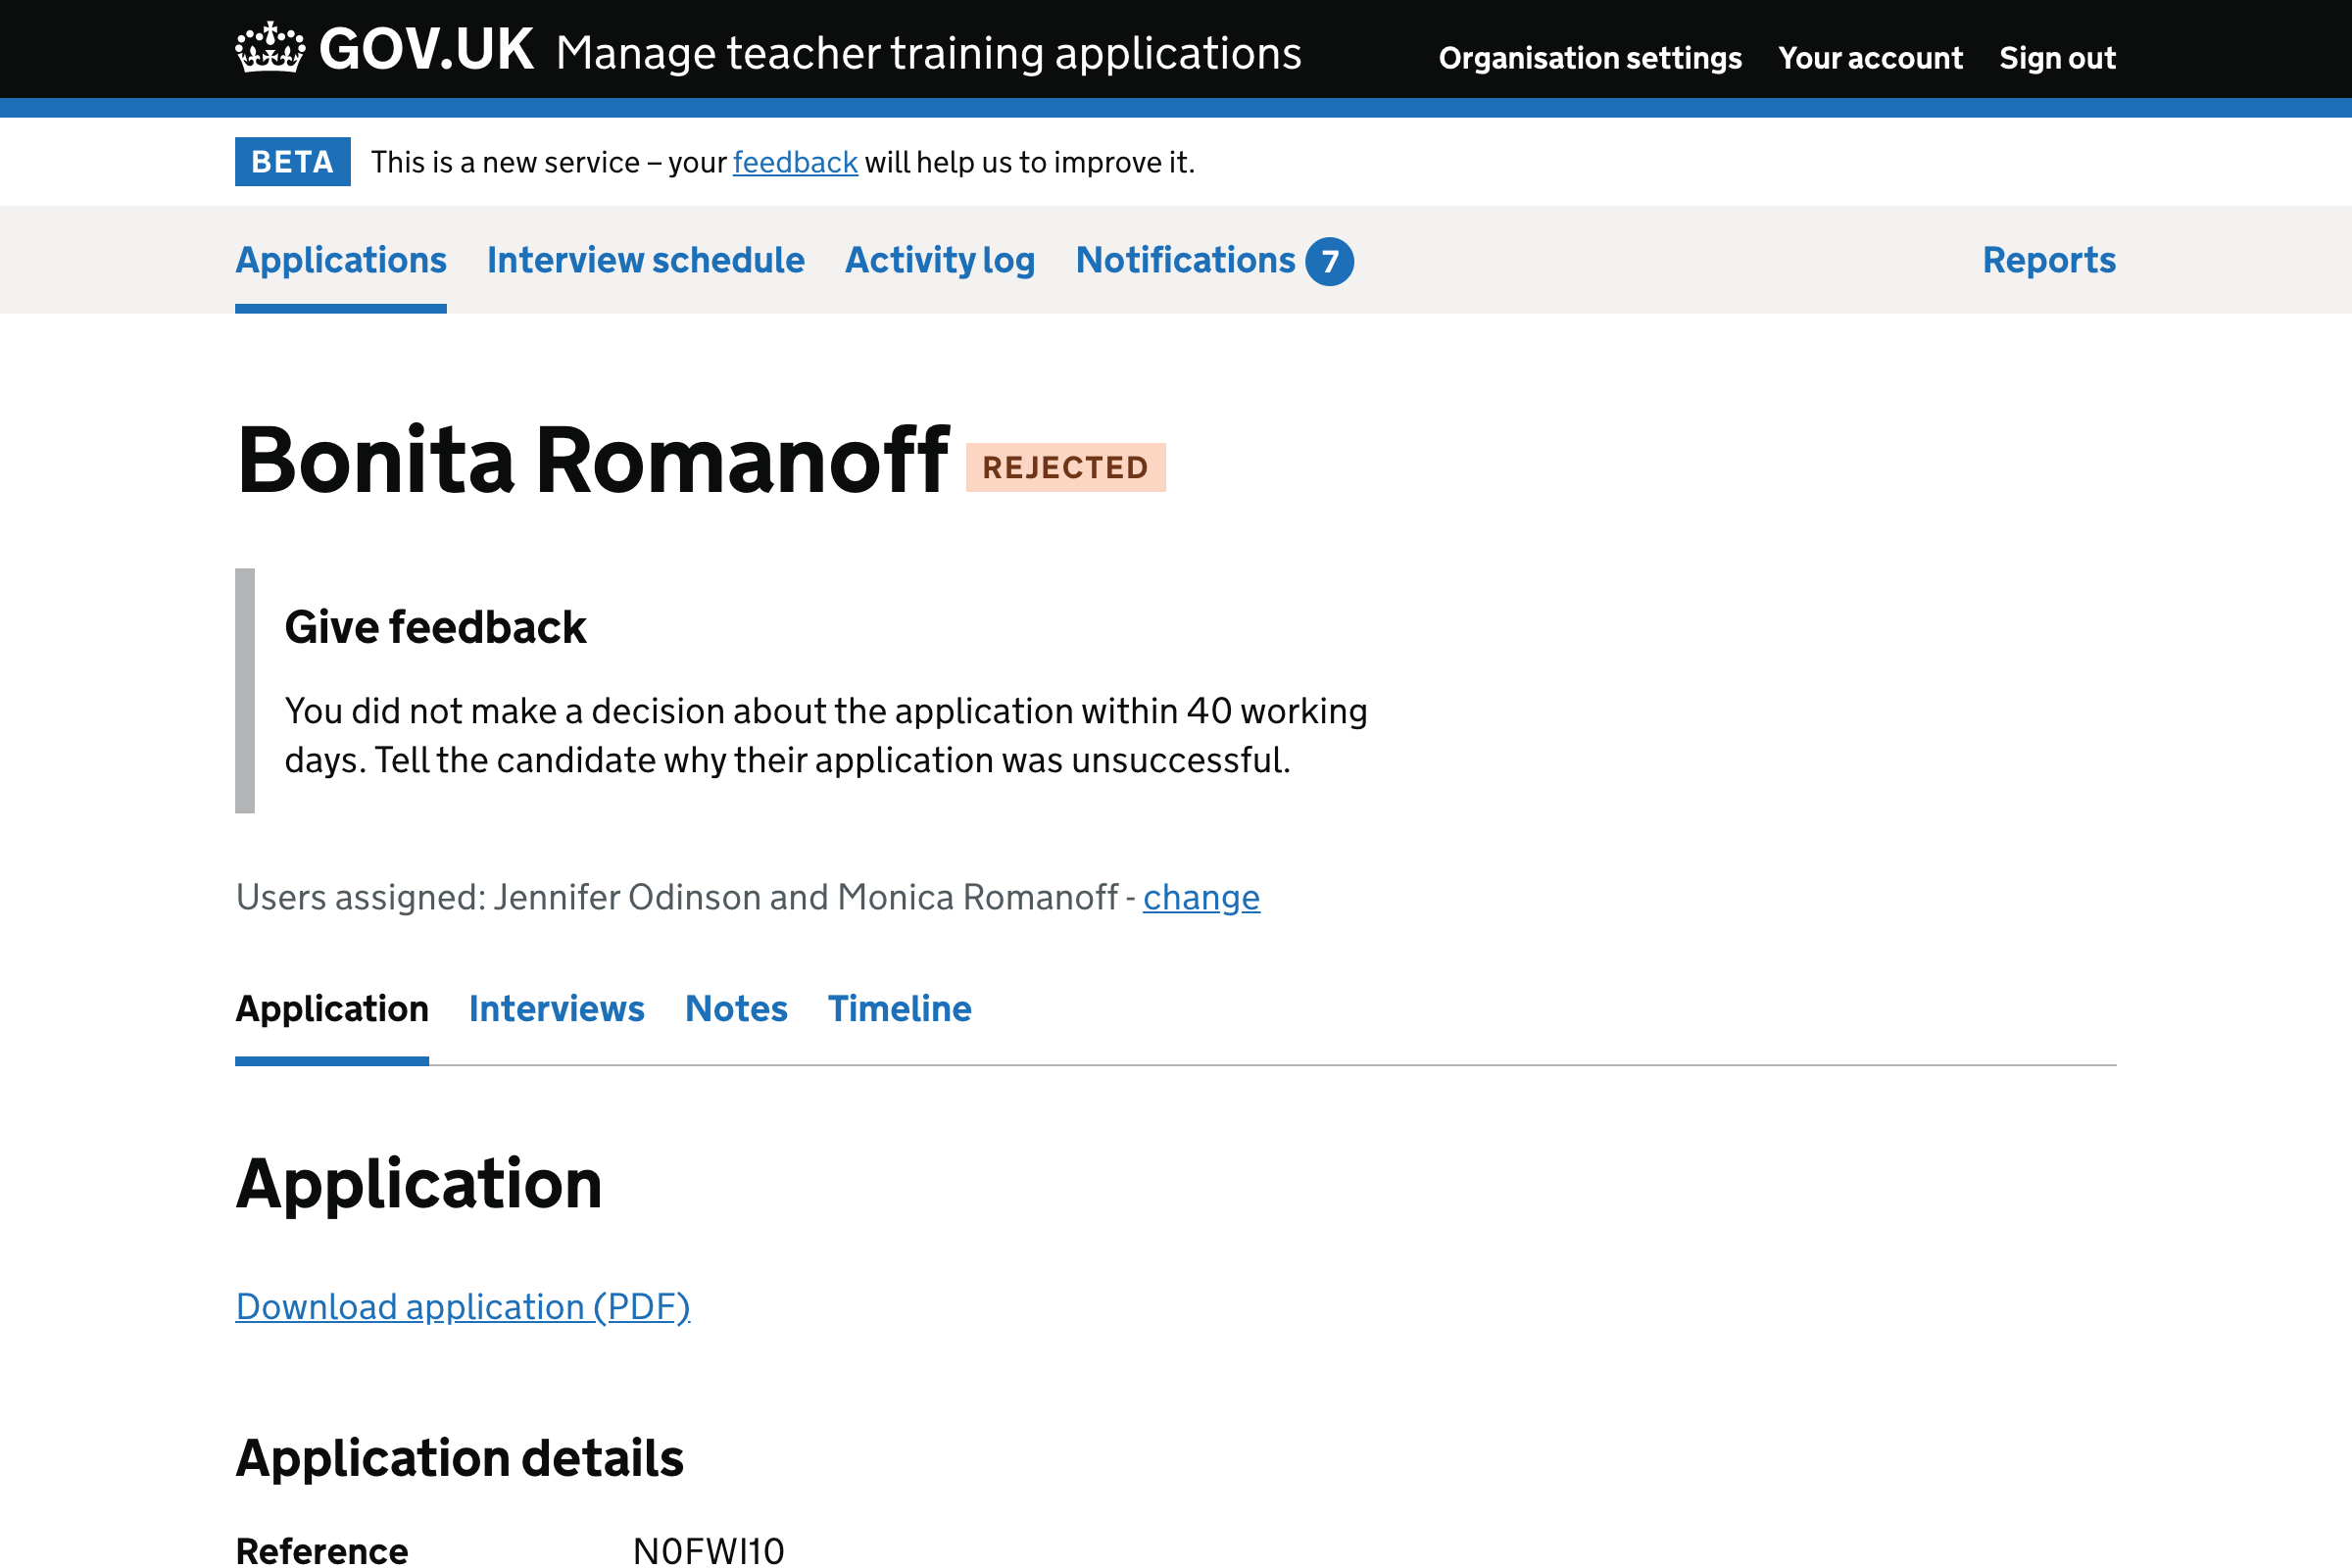 GOV.UK Manage teacher training applications Organisation settings Your account Sign out
BETA This is a new service – your feedback will help us to improve it.
Applications Interview schedule Activity log Notifications 7 Reports
Bonita Romanoff REJECTED
Give feedback
You did not make a decision about the application within 40 working
days. Tell the candidate why their application was unsuccessful.
Users assigned: Jennifer Odinson and Monica Romanoff - change
Application Interviews Notes Timeline
Application
Download application (PDF)
Application details
Reference N0FWI10